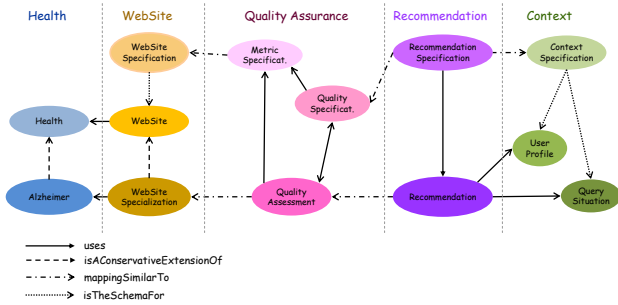 Health
WebSite
Quality Assurance
Recommendation
Context
WebSite
Specification
Metric
Specificat.
Recommendation
Specification
Context
Specification
Quality
Specificat.
Health
WebSite
User
Profile
Alzheimer
WebSite
Specialization
Quality
Assessment
Recommendation
Query
Situation
uses
isAConservativeExtensionOf
mappingSimilarTo
isTheSchemaFor